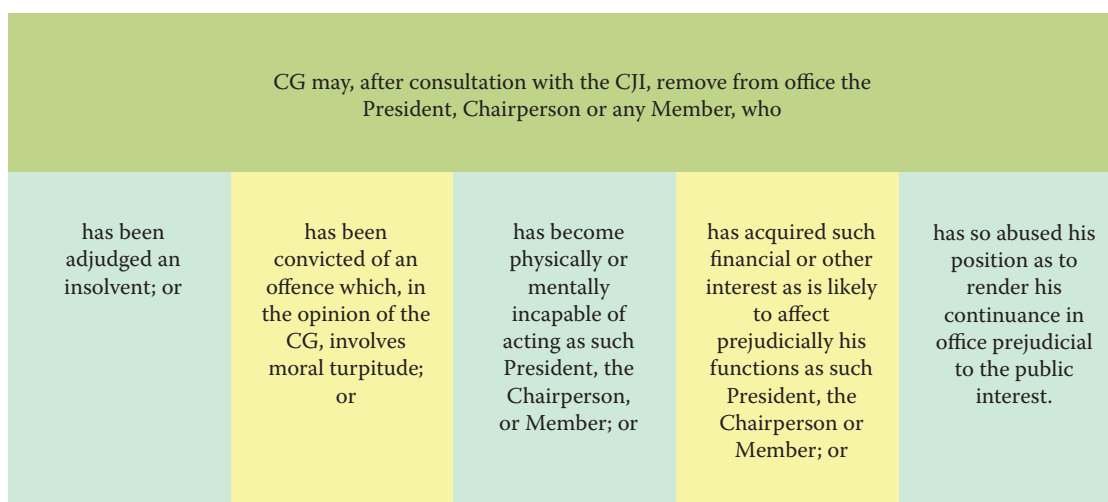 CG may, after consultation with the CJI, remove from office the
President, Chairperson or any Member, who
has been
adjudged an
insolvent; or
has been
convicted of an
offence which, in
the opinion of the
CG, involves
moral turpitude;
or
has become
physically or
mentally
incapable of
acting as such
President, the
Chairperson,
or Member; or
has acquired such
financial or other
interest as is likely
to affect
prejudicially his
functions as such
President, the
Chairperson or
Member; or
has so abused his
position as to
render his
continuance in
office prejudicial
to the public
interest.